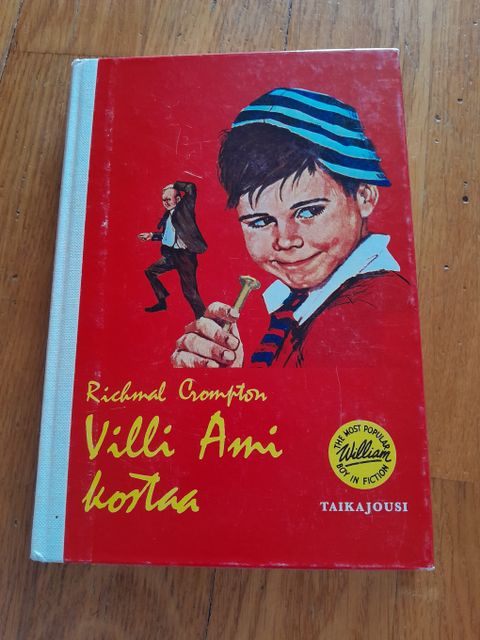 Richmal Crompton
Villi Ami
kostaa
THE MOST POPULAR
William
BOY IN FICTION
TAIKAJOUSI